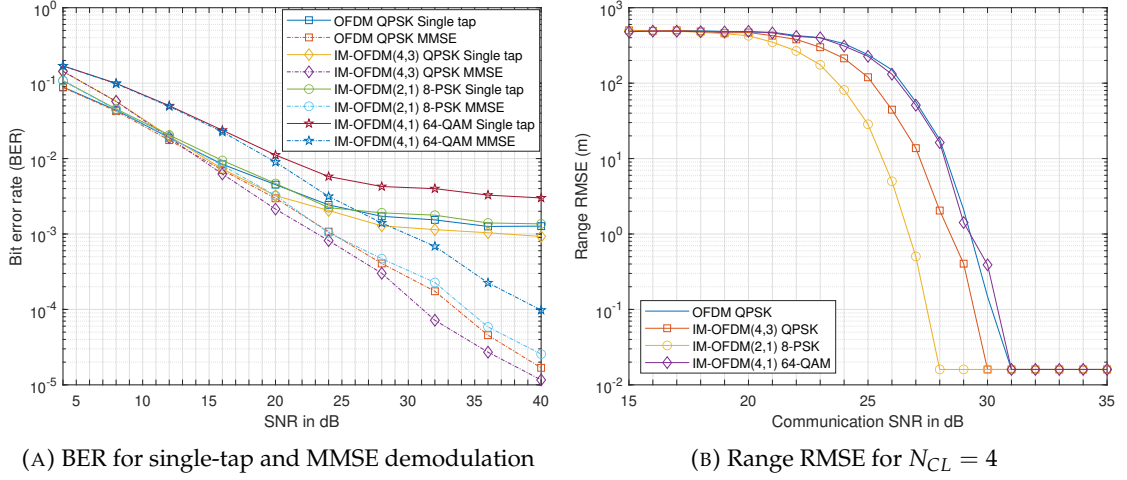 OFDM QPSK Single tap
OFDM QPSK MMSE
IM-OFDM(4,3) QPSK Single tap
IM-OFDM(4,3) QPSK MMSE
IM-OFDM(2,1) 8-PSK Single tap
IM-OFDM(2,1) 8-PSK MMSE
IM-OFDM(4,1) 64-QAM Single tap
IM-OFDM(4,1) 64-QAM MMSE
10^0
10^-1
10^-2
10^-3
10^-4
10^-5
Bit error rate (BER)
5 10 15 20 25 30 35 40
SNR in dB
(A) BER for single-tap and MMSE demodulation
10^3
10^2
10^1
10^0
10^-1
10^-2
Range RMSE (m)
OFDM QPSK
IM-OFDM(4,3) QPSK
IM-OFDM(2,1) 8-PSK
IM-OFDM(4,1) 64-QAM
15 20 25 30 35
Communication SNR in dB
(B) Range RMSE for N_CL = 4